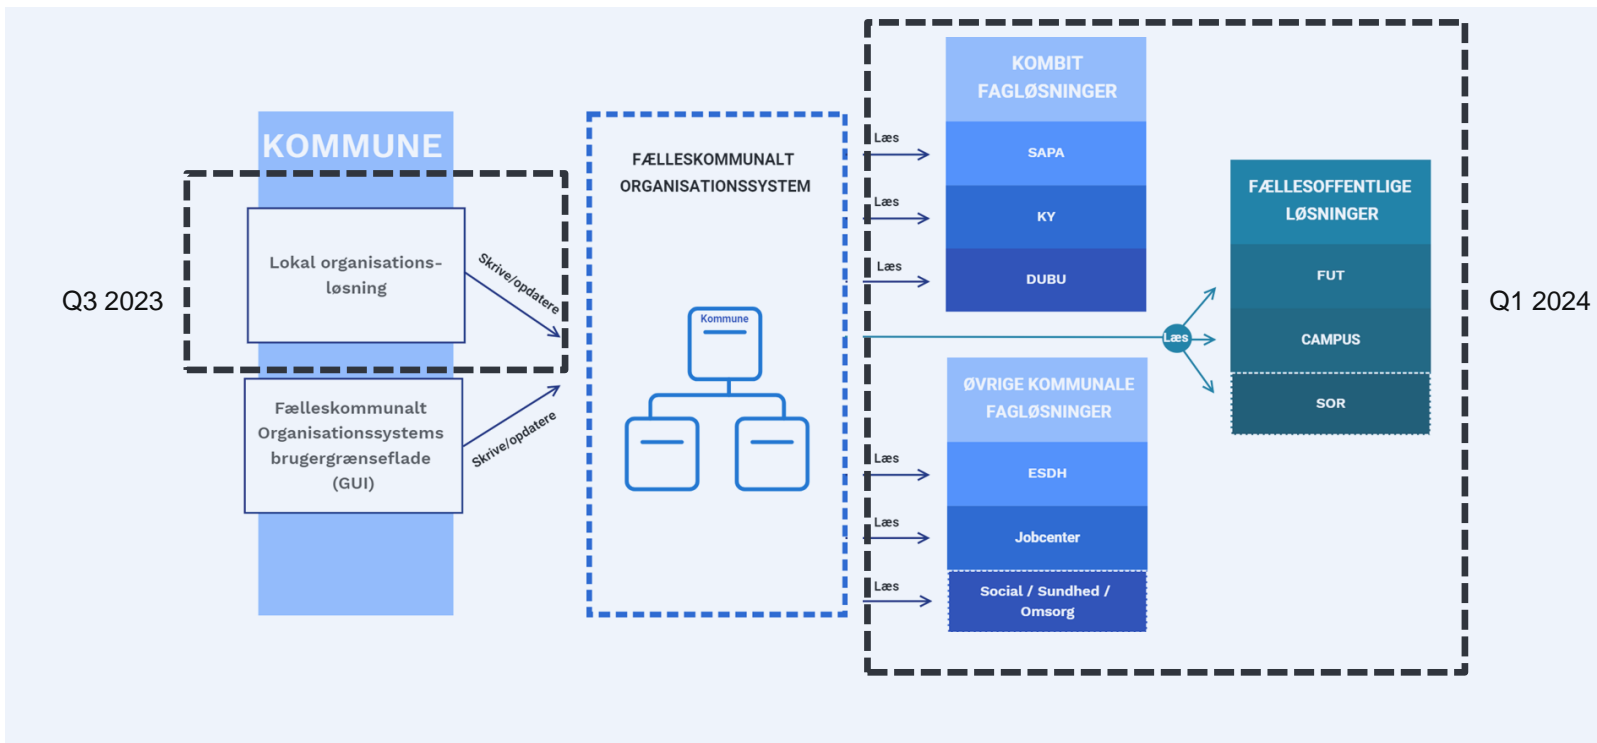 KOMMUNE
Q3 2023
Lokal organisations-
løsning
Skrive/opdatere
Fælleskommunalt
Organisationssystems
brugergrænseflade
(GUI)
Skrive/opdatere
FÆLLESKOMMUNALT
ORGANISATIONSSYSTEM
Kommune
Læs
Læs
Læs
KOMBIT
FAGLØSNINGER
SAPA
KY
DUBU
Læs
ØVRIGE KOMMUNALE
FAGLØSNINGER
Læs
ESDH
Læs
Jobcenter
Læs
Social / Sundhed /
Omsorg
FÆLLESOFFENTLIGE
LØSNINGER
FUT
CAMPUS
SOR
Q1 2024